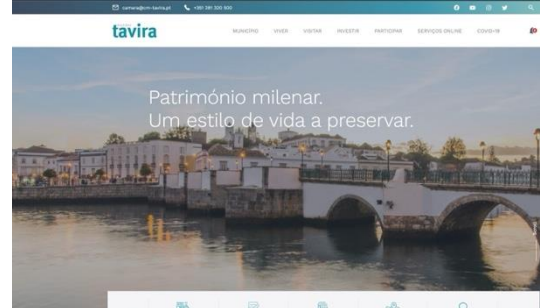 camera@cm-tavira.pt +351 281 320 500
tavira
MUNICÍPIO VIVER VISITAR INVESTIR PARTICIPAR SERVIÇOS ONLINE COVID-19
Património milenar.
Um estilo de vida a preservar.